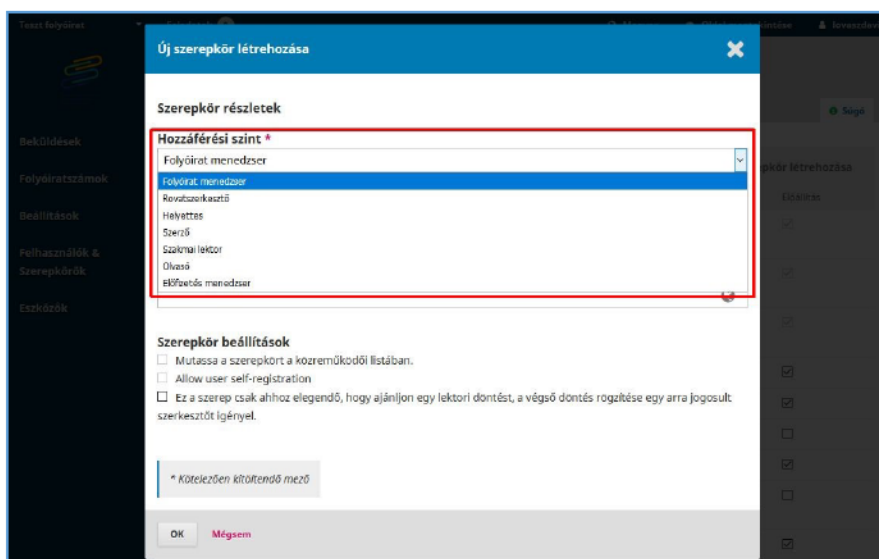 Teszt folyóirat
Új szerepkör létrehozása
Szerepkör részletek
Súgó
Beküldések
Hozzáférési szint *
Folyóirat menedzser
Folyóirat menedzser
Rovatszerkesztő
Helyettes
Szerző
Szakmai lektor
Olvasó
Előfizetés menedzser
Folyóiratszámok
Beállítások
Felhasználók &
Szerepkörök
Eszközök
létrehozása
Szerepkör beállítások
Mutassa a szerepkört a közreműködői listában.
Allow user self-registration
Ez a szerep csak ahhoz elegendő, hogy ajánljon egy lektori döntést, a végső döntés rögzítése egy arra jogosult
szerkesztőt igényel.
* Kötelezően kitöltendő mező
OK Mégsem